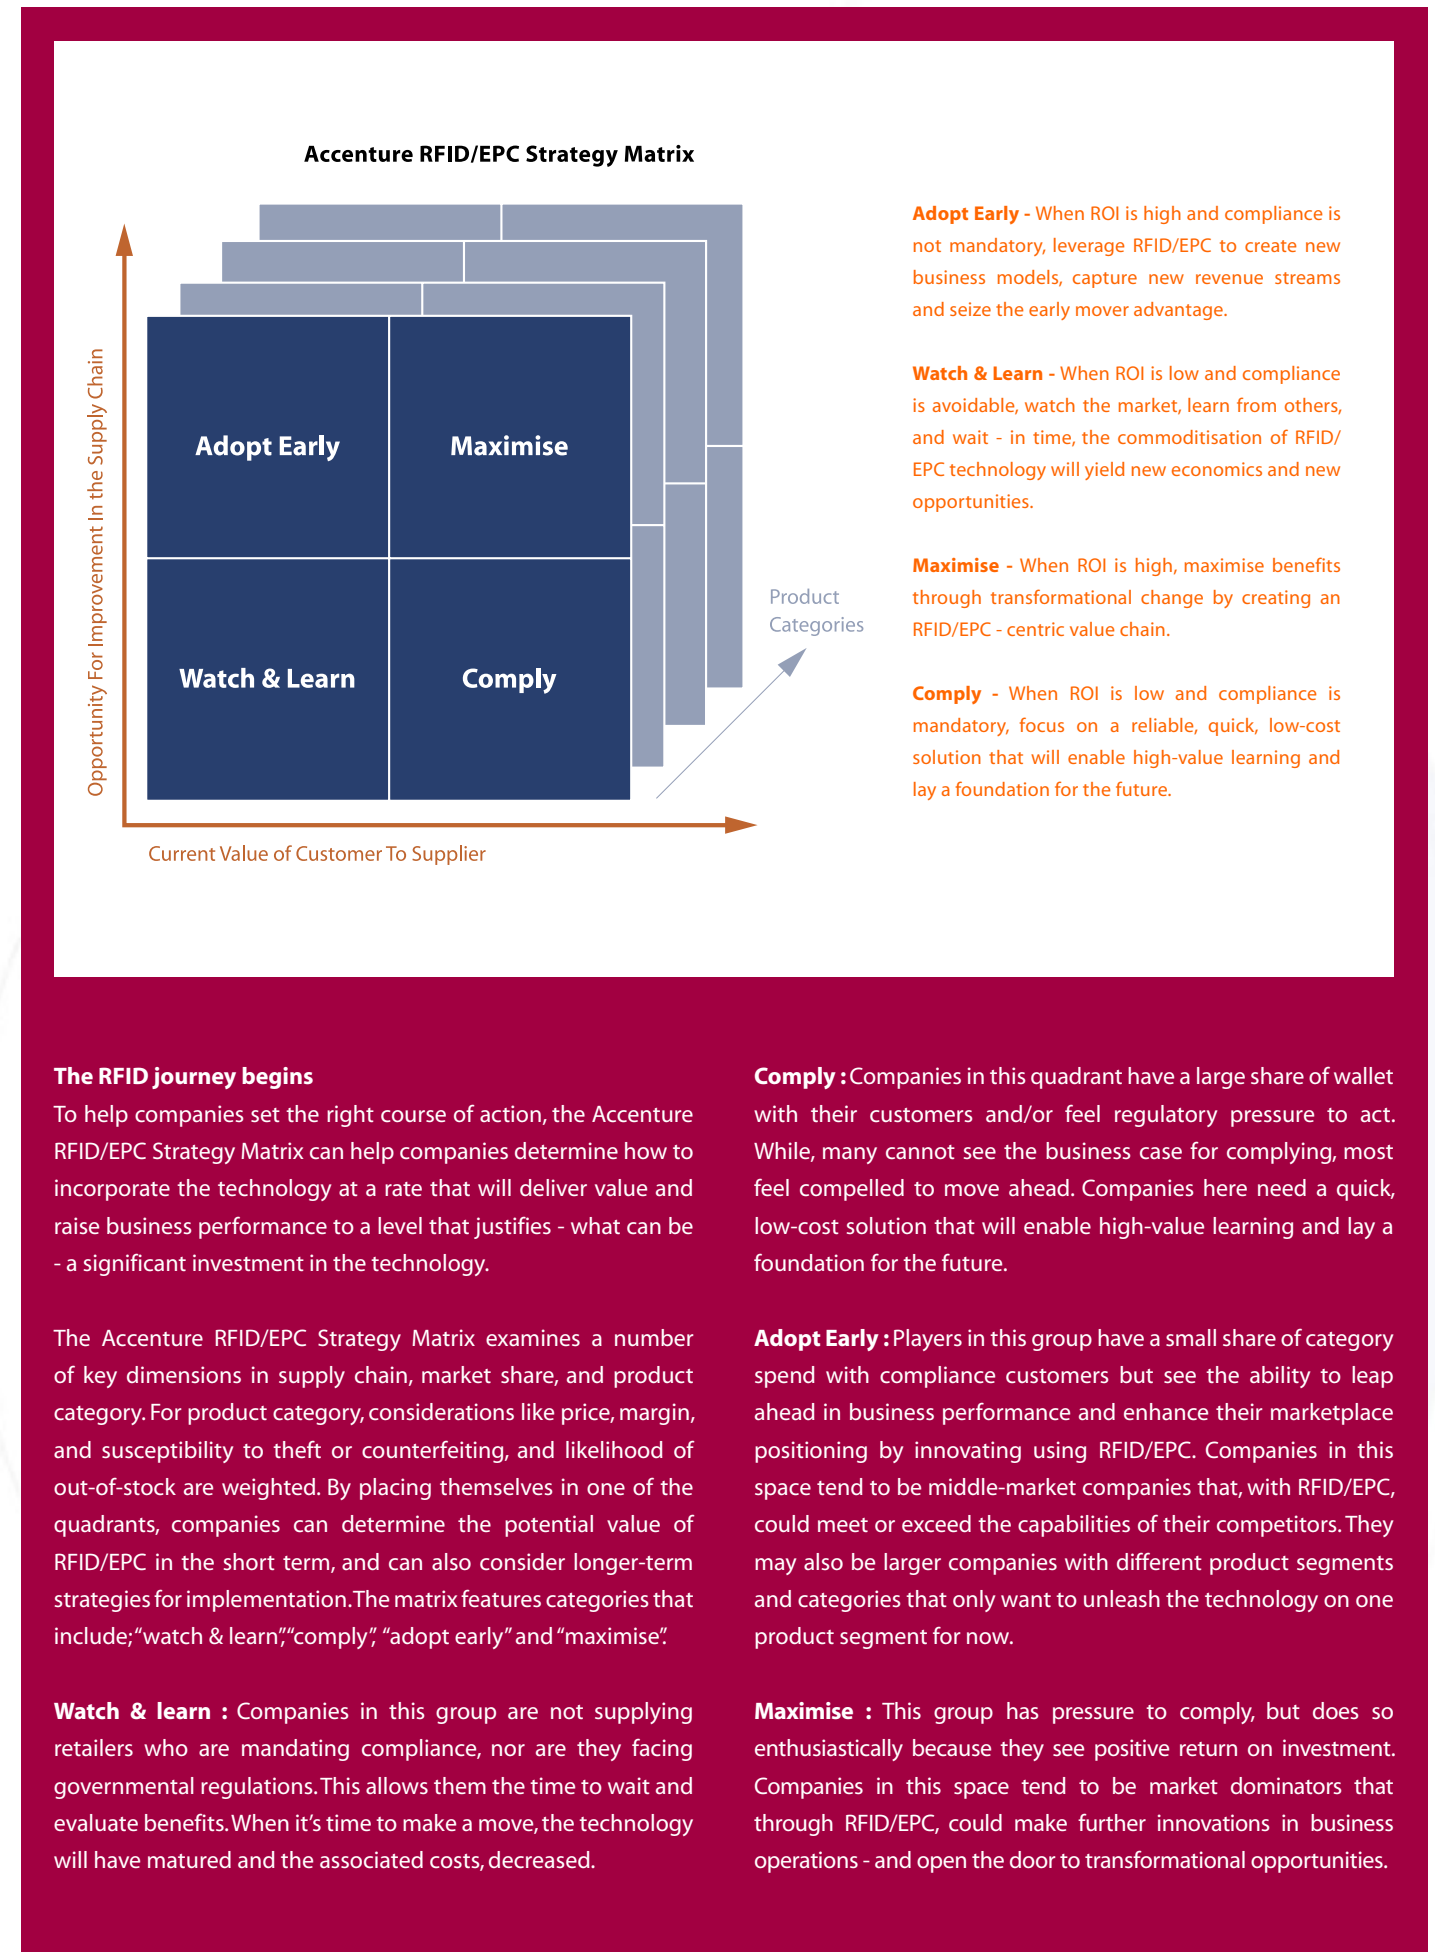 Accenture RFID/EPC Strategy Matrix
Opportunity For Improvement In the Supply Chain
Adopt Early
Maximise
Watch & Learn
Comply
Product
Categories
Current Value of Customer To Supplier
Adopt Early - When ROI is high and compliance is
not mandatory, leverage RFID/EPC to create new
business models, capture new revenue streams
and seize the early mover advantage.
Watch & Learn - When ROI is low and compliance
is avoidable, watch the market, learn from others,
and wait - in time, the commoditisation of RFID/
EPC technology will yield new economics and new
opportunities.
Maximise - When ROI is high, maximise benefits
through transformational change by creating an
RFID/EPC - centric value chain.
Comply - When ROI is low and compliance is
mandatory, focus on a reliable, quick, low-cost
solution that will enable high-value learning and
lay a foundation for the future.
The RFID journey begins
To help companies set the right course of action, the Accenture
RFID/EPC Strategy Matrix can help companies determine how to
incorporate the technology at a rate that will deliver value and
raise business performance to a level that justifies - what can be
- a significant investment in the technology.
The Accenture RFID/EPC Strategy Matrix examines a number
of key dimensions in supply chain, market share, and product
category. For product category, considerations like price, margin,
and susceptibility to theft or counterfeiting, and likelihood of
out-of-stock are weighted. By placing themselves in one of the
quadrants, companies can determine the potential value of
RFID/EPC in the short term, and can also consider longer-term
strategies for implementation. The matrix features categories that
include; “watch & learn”, “comply”, “adopt early” and “maximise”.
Watch & learn : Companies in this group are not supplying
retailers who are mandating compliance, nor are they facing
governmental regulations. This allows them the time to wait and
evaluate benefits. When it’s time to make a move, the technology
will have matured and the associated costs, decreased.
Comply : Companies in this quadrant have a large share of wallet
with their customers and/or feel regulatory pressure to act.
While, many cannot see the business case for complying, most
feel compelled to move ahead. Companies here need a quick,
low-cost solution that will enable high-value learning and lay a
foundation for the future.
Adopt Early : Players in this group have a small share of category
spend with compliance customers but see the ability to leap
ahead in business performance and enhance their marketplace
positioning by innovating using RFID/EPC. Companies in this
space tend to be middle-market companies that, with RFID/EPC,
could meet or exceed the capabilities of their competitors. They
may also be larger companies with different product segments
and categories that only want to unleash the technology on one
product segment for now.
Maximise : This group has pressure to comply, but does so
enthusiastically because they see positive return on investment.
Companies in this space tend to be market dominators that
through RFID/EPC, could make further innovations in business
operations - and open the door to transformational opportunities.